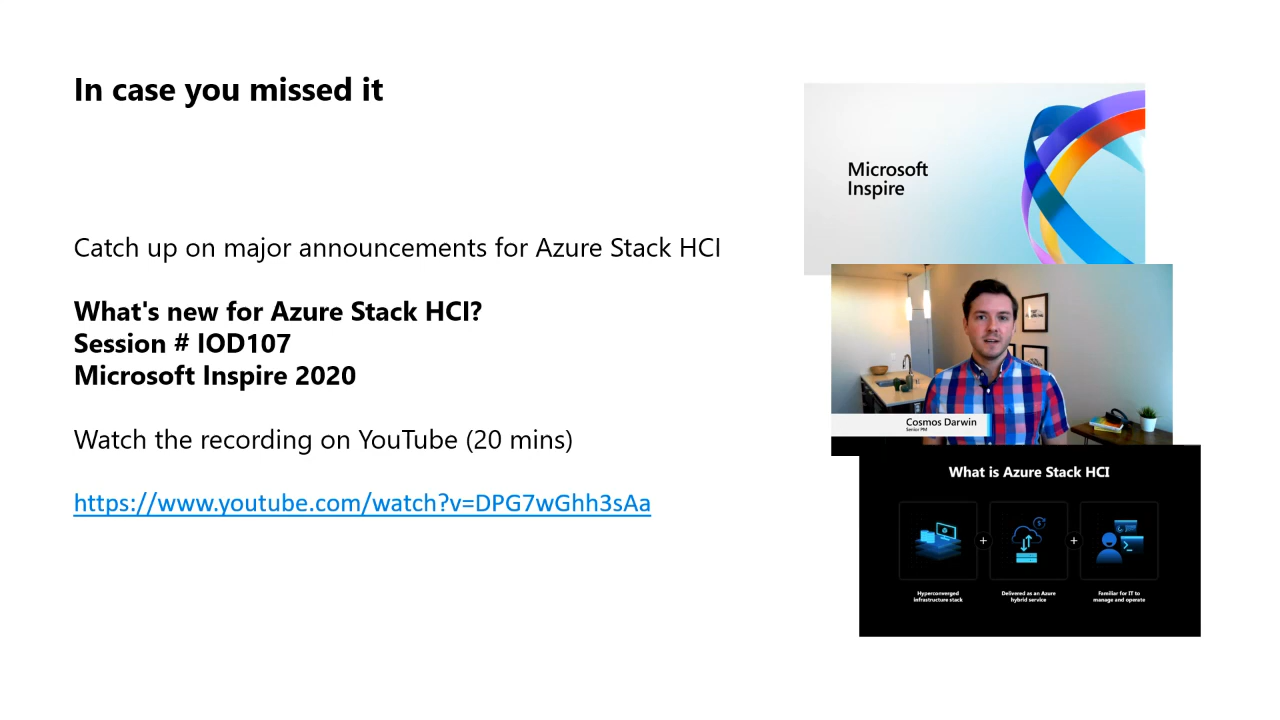 In case you missed it
Catch up on major announcements for Azure Stack HCI
What's new for Azure Stack HCI?
Session # IOD107
Microsoft Inspire 2020
Watch the recording on YouTube (20 mins)
https://www.youtube.com/watch?v=DPG7wGhh3sAa
Microsoft
Inspire
Cosmos Darwin
Senior PM
What is Azure Stack HCI
+
+
Hyperconverged
infrastructure stack
Delivered as an Azure
hybrid service
Familiar for IT to
manage and operate